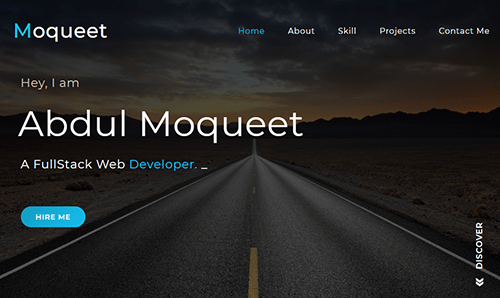 Moqueet
Home About Skill Projects Contact Me
Hey, I am
Abdul Moqueet
A FullStack Web Developer. _
HIRE ME
DISCOVER